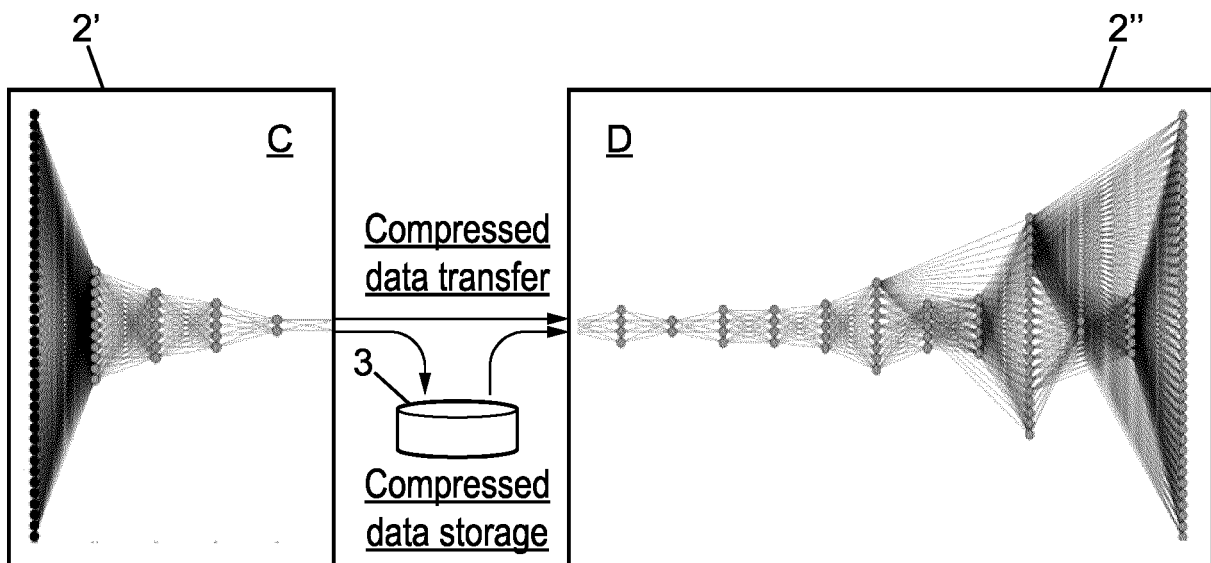 2'
2''
C
D
Compressed
data transfer
3
Compressed
data storage